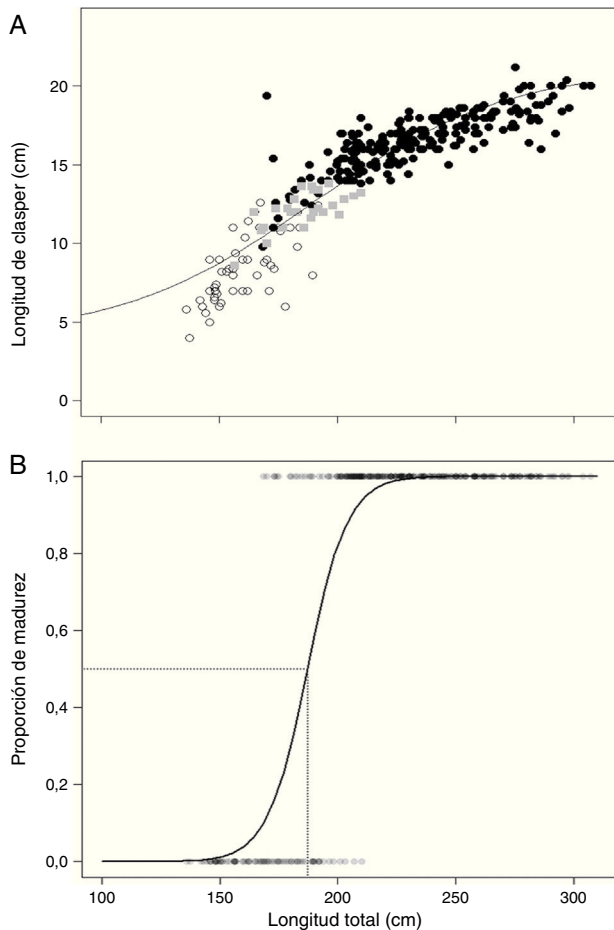 A
Longitud de clasper (cm)
20
15
10
5
0
B
Proporción de madurez
1,0
0,8
0,6
0,4
0,2
0,0
100 150 200 250 300
Longitud total (cm)